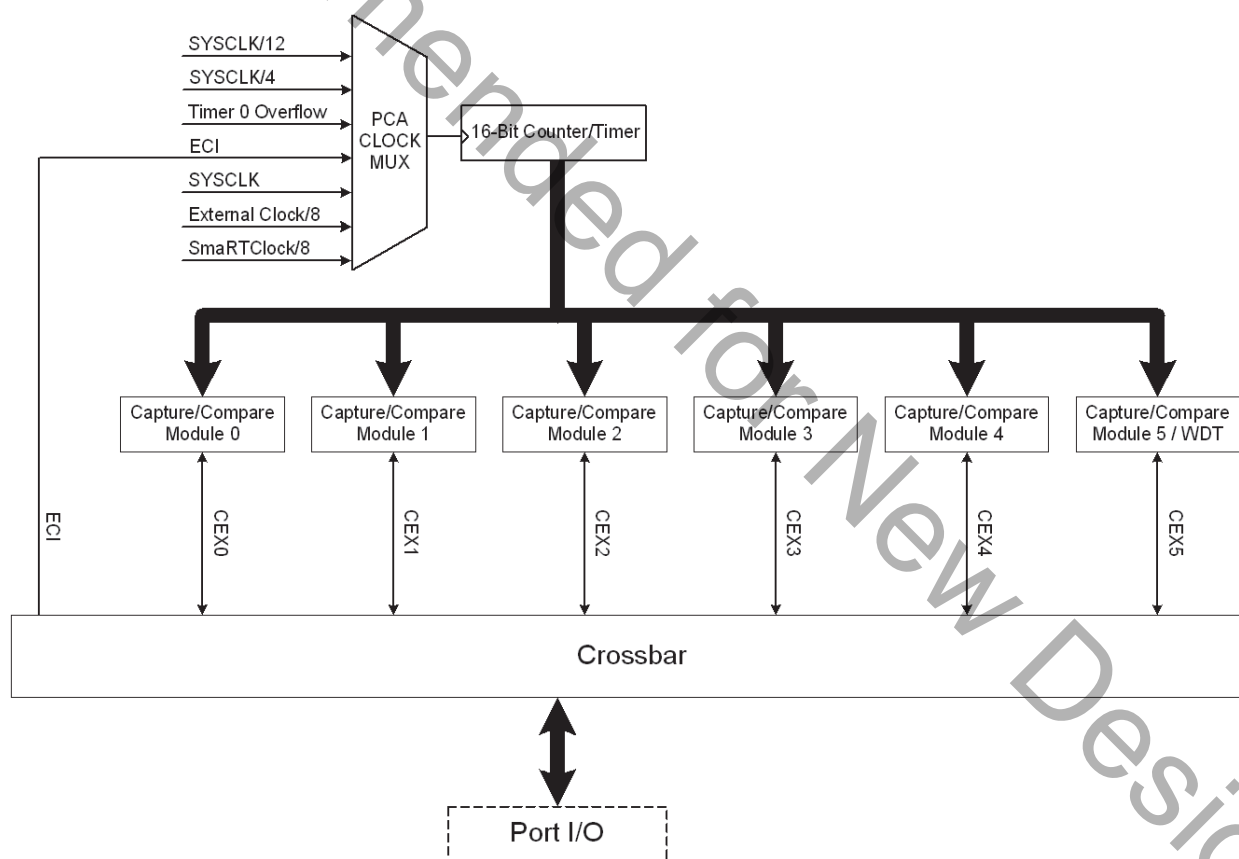 SYSCLK/12
SYSCLK/4
Timer 0 Overflow
ECI
SYSCLK
External Clock/8
SmaRTClock/8
PCA
CLOCK
MUX
16-Bit Counter/Timer
Capture/Compare
Module 0
Capture/Compare
Module 1
Capture/Compare
Module 2
Capture/Compare
Module 3
Capture/Compare
Module 4
Capture/Compare
Module 5 / WDT
ECI
CEX0
CEX1
CEX2
CEX3
CEX4
CEX5
Crossbar
Port I/O
for New